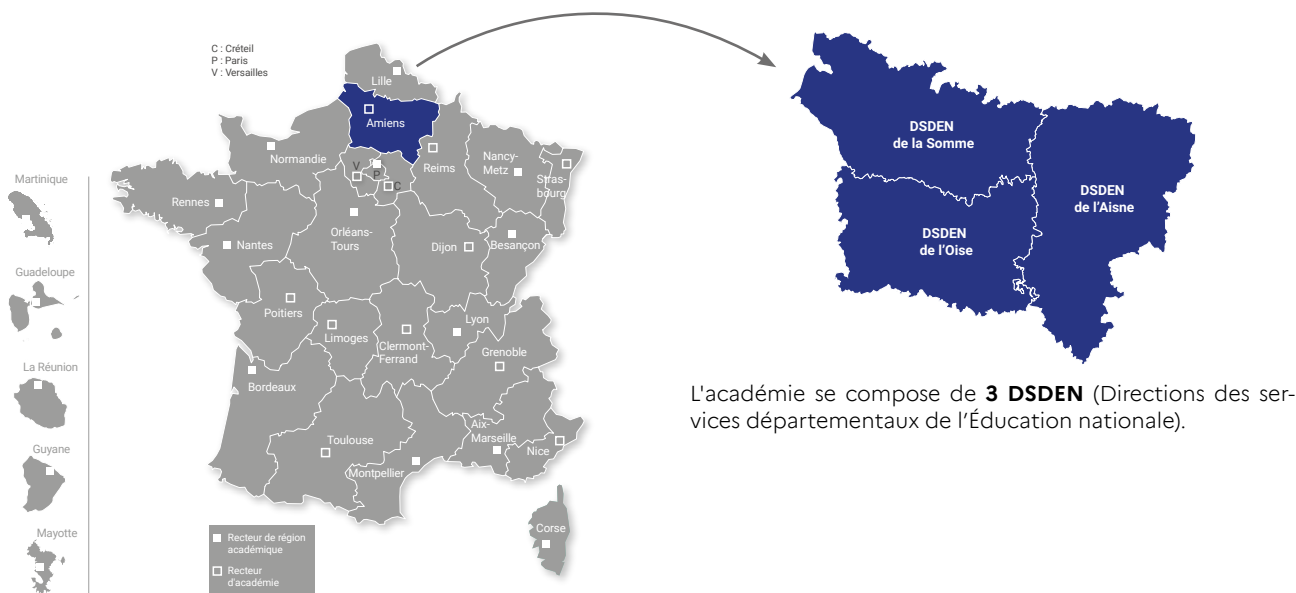 C : Créteil
P : Paris
V : Versailles
Lille
Amiens
Normandie
V
P
C
Reims
Nancy-
Metz
Stras-
bourg
Rennes
Nantes
Orléans-
Tours
Dijon
Besançon
Poitiers
Limoges
Clermont-
Ferrand
Lyon
Grenoble
Bordeaux
Toulouse
Montpellier
Aix-
Marseille
Nice
Corse
Martinique
Guadeloupe
La Réunion
Guyane
Mayotte
Recteur de région
académique
Recteur
d'académie
DSDEN
de la Somme
DSDEN
de l'Oise
DSDEN
de l'Aisne
L'académie se compose de 3 DSDEN (Directions des ser-
vices départementaux de l'Éducation nationale).